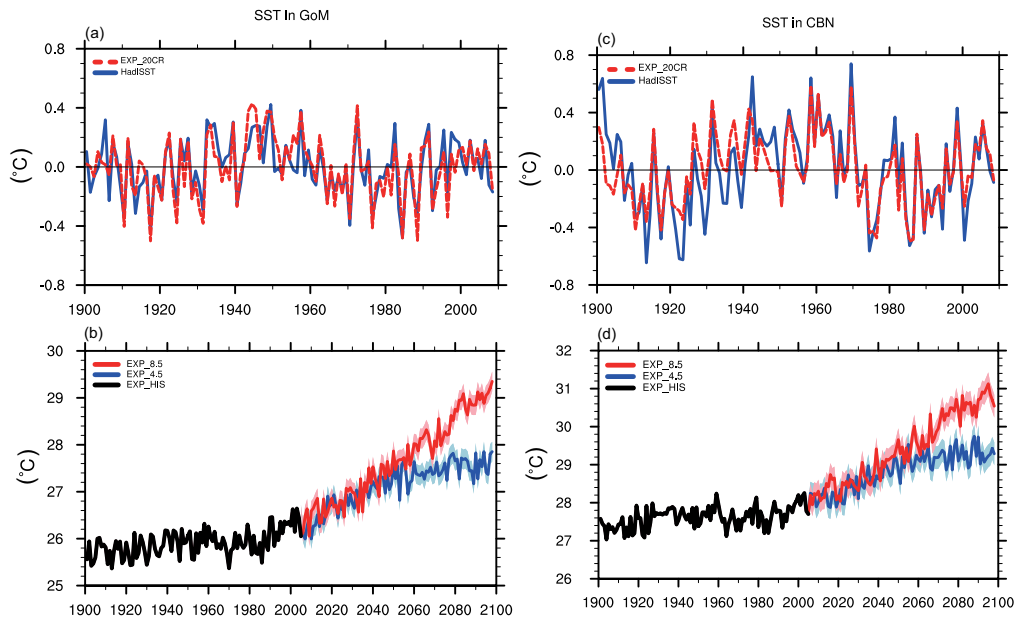 SST In GoM
(a)
0.8
0.4
0.0
-0.4
-0.8
(°C)
EXP_20CR
HadISST
1900 1920 1940 1960 1980 2000
SST in CBN
(c)
0.8
0.4
0.0
-0.4
-0.8
(°C)
EXP_20CR
HadISST
1900 1920 1940 1960 1980 2000
(b)
30
29
28
27
26
25
(°C)
EXP_8.5
EXP_4.5
EXP_HIS
1900 1920 1940 1960 1980 2000 2020 2040 2060 2080 2100
(d)
32
31
30
29
28
27
26
(°C)
EXP_8.5
EXP_4.5
EXP_HIS
1900 1920 1940 1960 1980 2000 2020 2040 2060 2080 2100